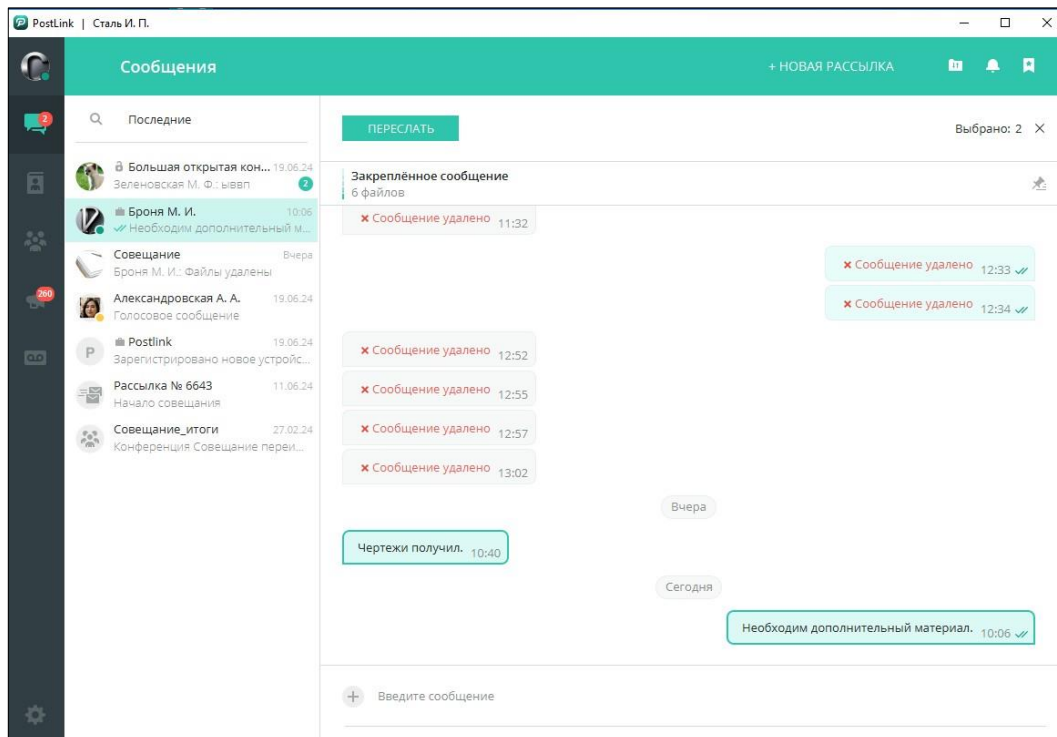 PostLink | Сталь И. П.
Сообщения
+ НОВАЯ РАССЫЛКА
2
260
Последние
Большая открытая кон... 19.06.24
Зеленовская М. Ф.: ыввп 2
Броня М. И. 10:06
Необходим дополнительный м...
Совещание Вчера
Броня М. И.: Файлы удалены
Александровская А. А. 19.06.24
Голосовое сообщение
P
Postlink 19.06.24
Зарегистрировано новое устройс...
Рассылка № 6643 11.06.24
Начало совещания
Совещание_итоги 27.02.24
Конференция Совещание переи...
ПЕРЕСЛАТЬ
Выбрано: 2
Закреплённое сообщение
6 файлов
Сообщение удалено 11:32
Сообщение удалено 12:33
Сообщение удалено 12:34
Сообщение удалено 12:52
Сообщение удалено 12:55
Сообщение удалено 12:57
Сообщение удалено 13:02
Вчера
Чертежи получил. 10:40
Сегодня
Необходим дополнительный материал. 10:06
Введите сообщение